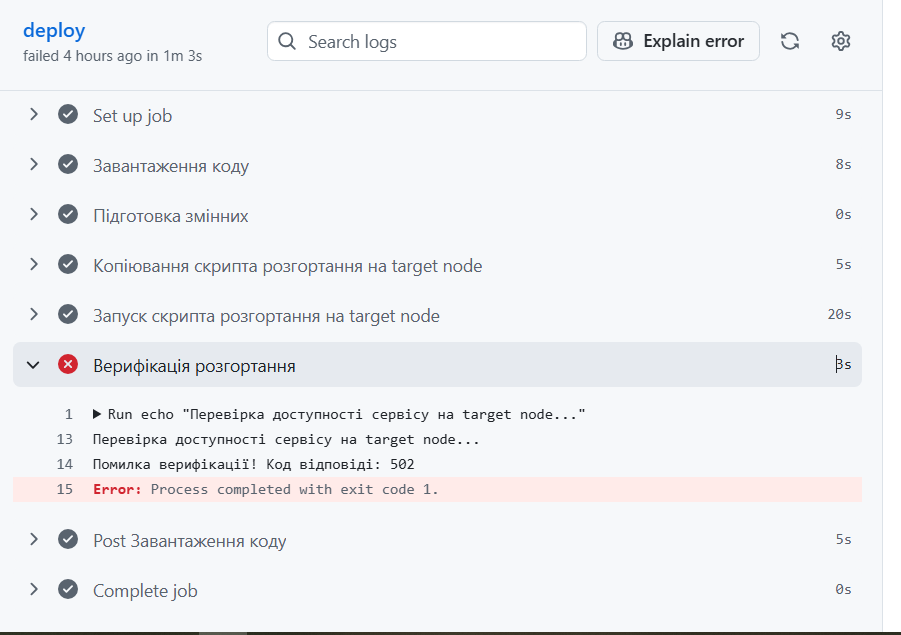 deploy
failed 4 hours ago in 1m 3s
Search logs
Explain error
Set up job 9s
Завантаження коду 8s
Підготовка змінних 0s
Копіювання скрипта розгортання на target node 5s
Запуск скрипта розгортання на target node 20s
Верифікація розгортання 3s
1 Run echo "Перевірка доступності сервісу на target node..."
13 Перевірка доступності сервісу на target node...
14 Помилка верифікації! Код відповіді: 502
15 Error: Process completed with exit code 1.
Post Завантаження коду 5s
Complete job 0s